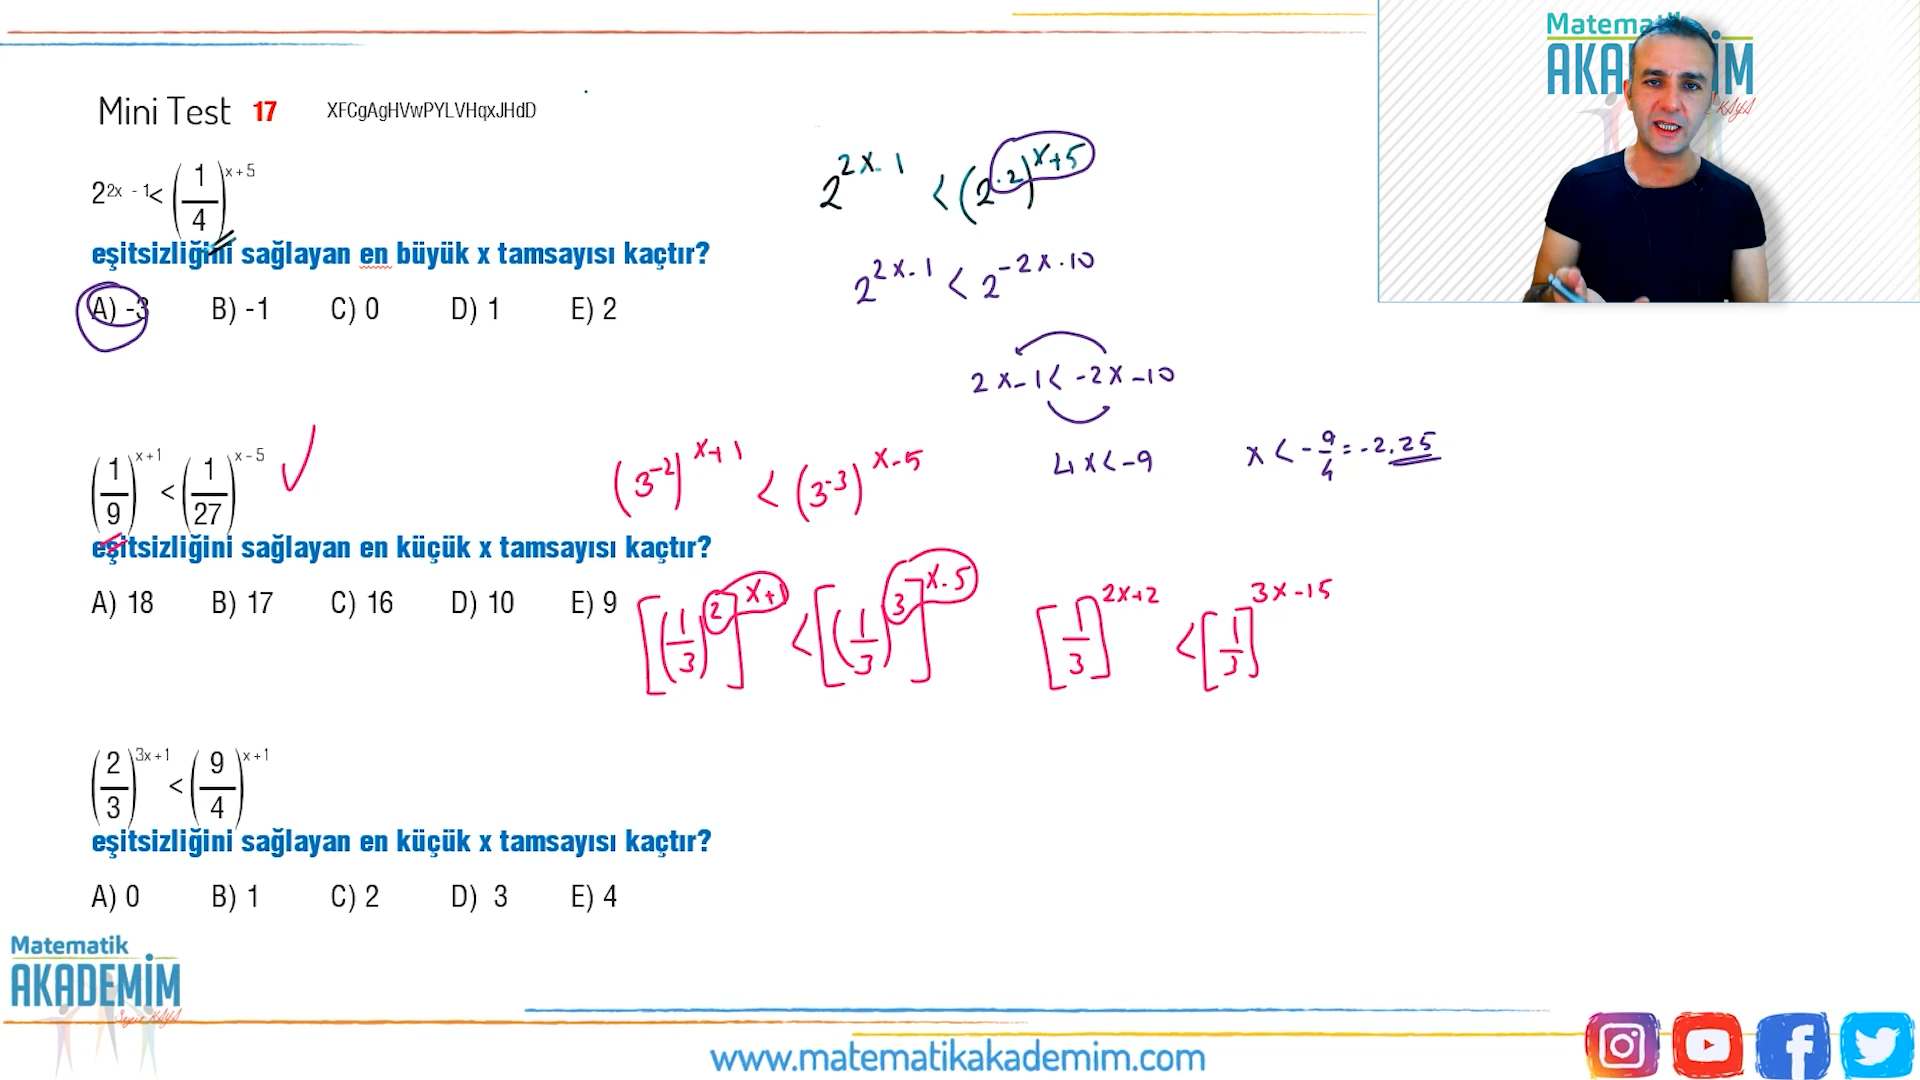 Matematik
AKADEMİM
KAYA
Mini Test 17 XFCgAgHVwPYLVHqxJHdD
2^(2x - 1) < (1/4)^(x + 5)
eşitsizliğini sağlayan en büyük x tamsayısı kaçtır?
A) -3 B) -1 C) 0 D) 1 E) 2
2^(2x-1) < (2^-2)^(x+5)
2^(2x-1) < 2^(-2x-10)
2x-1 < -2x-10
4x < -9 x < -9/4 = -2,25
(1/9)^(x + 1) < (1/27)^(x - 5)
eşitsizliğini sağlayan en küçük x tamsayısı kaçtır?
A) 18 B) 17 C) 16 D) 10 E) 9
(3^-2)^(x+1) < (3^-3)^(x-5)
[(1/3)^2]^(x+1) < [(1/3)^3]^(x-5) [1/3]^(2x+2) < [1/3]^(3x-15)
(2/3)^(3x + 1) < (9/4)^(x + 1)
eşitsizliğini sağlayan en küçük x tamsayısı kaçtır?
A) 0 B) 1 C) 2 D) 3 E) 4
Matematik
AKADEMİM
Seyit KAYA
www.matematikakademim.com